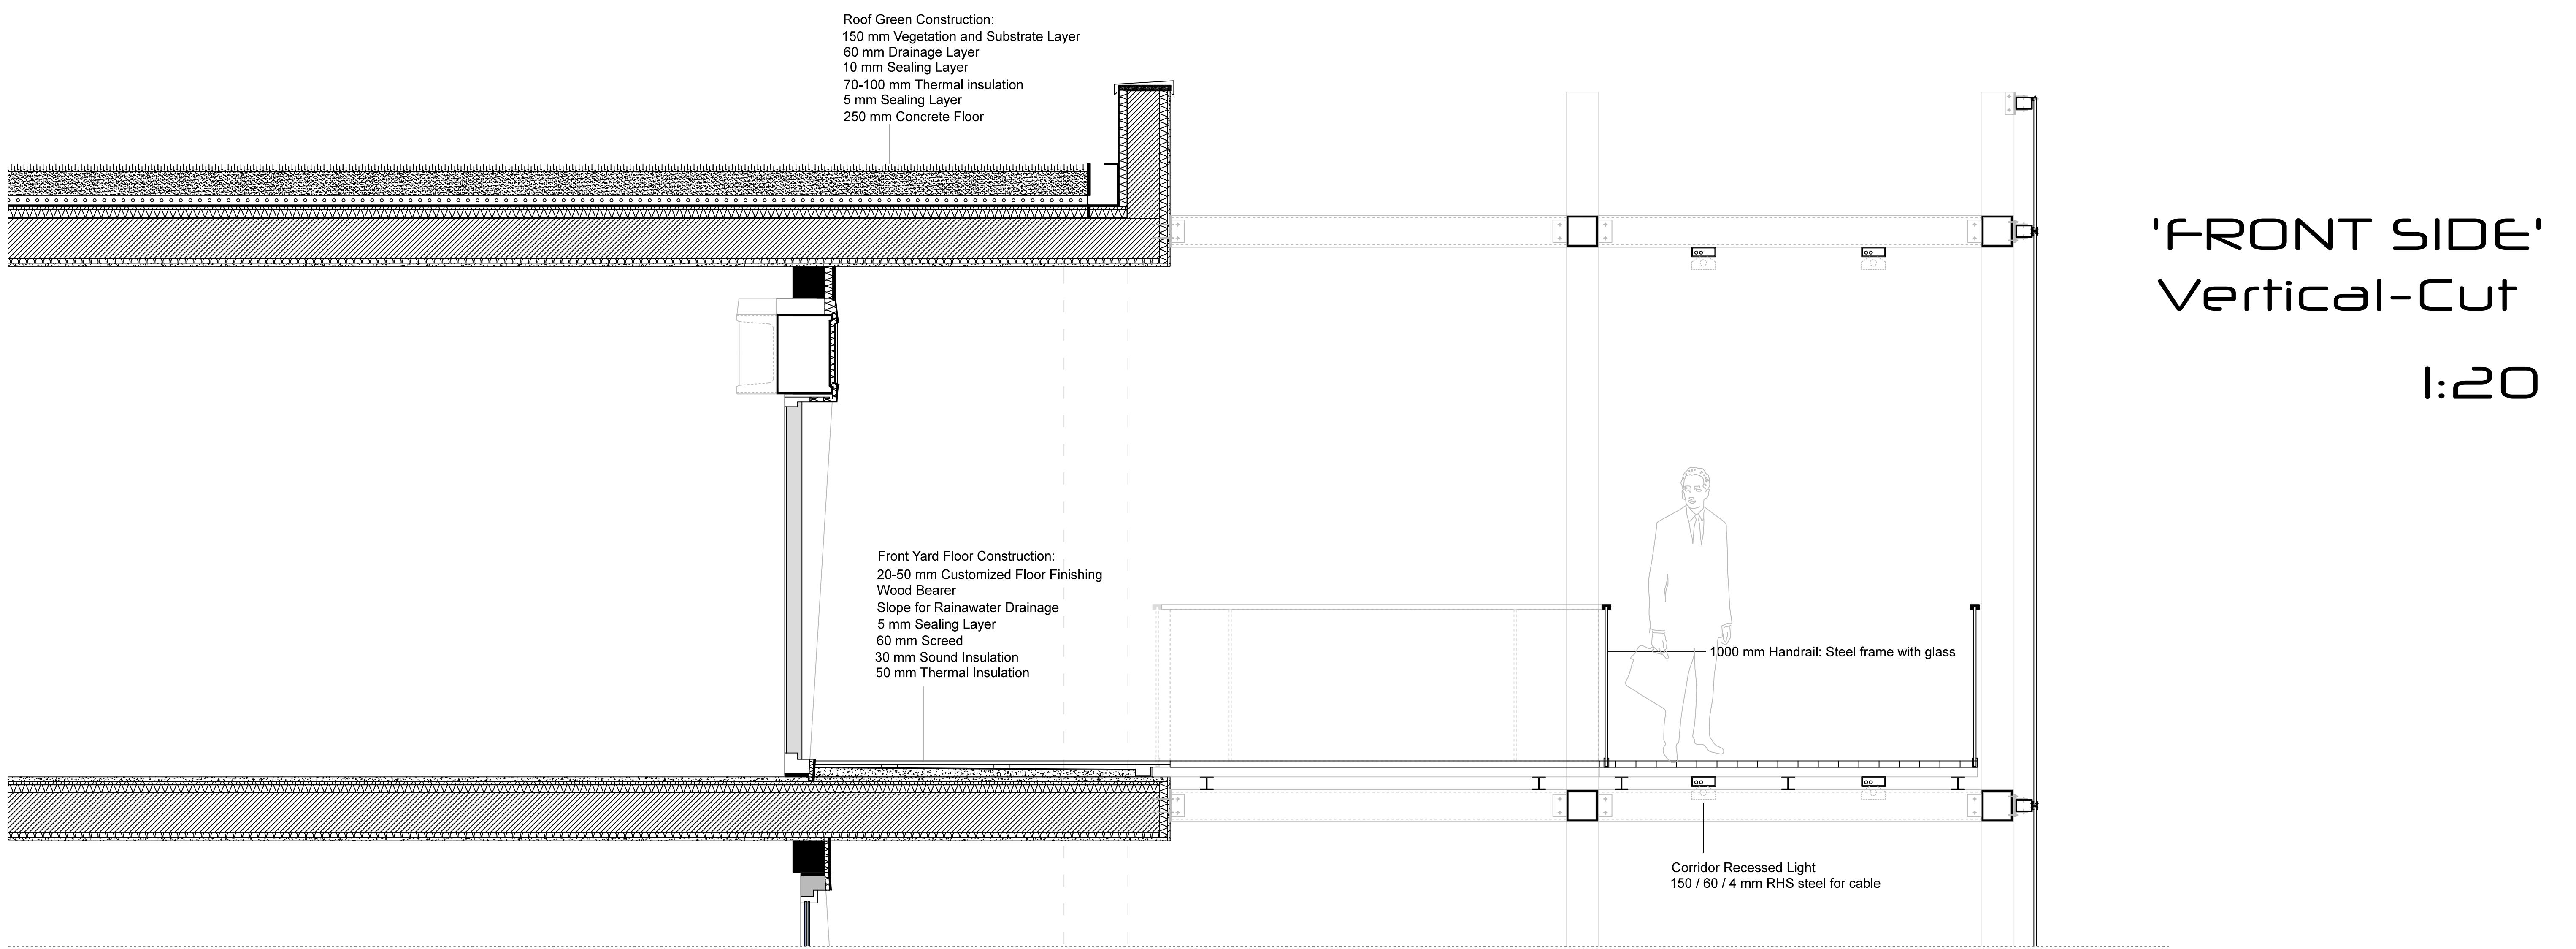 Roof Green Construction:
150 mm Vegetation and Substrate Layer
60 mm Drainage Layer
10 mm Sealing Layer
70-100 mm Thermal insulation
5 mm Sealing Layer
250 mm Concrete Floor
'FRONT SIDE'
Vertical-Cut
1:20
Front Yard Floor Construction:
20-50 mm Customized Floor Finishing
Wood Bearer
Slope for Rainawater Drainage
5 mm Sealing Layer
60 mm Screed
30 mm Sound Insulation
50 mm Thermal Insulation
1000 mm Handrail: Steel frame with glass
Corridor Recessed Light
150 / 60 / 4 mm RHS steel for cable